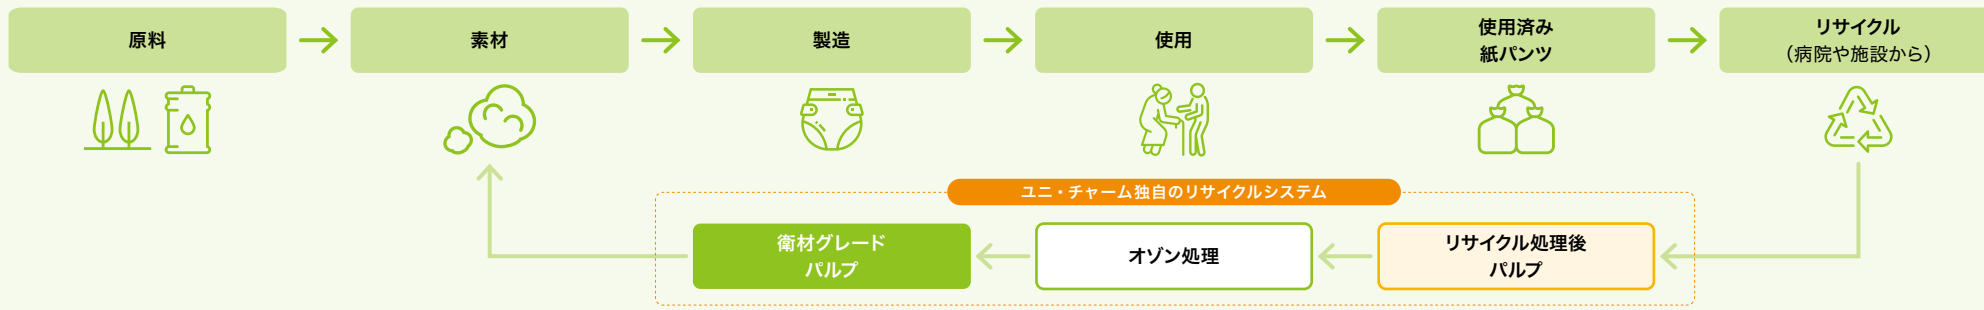 原料
素材
製造
使用
使用済み
紙パンツ
リサイクル
（病院や施設から）
ユニ・チャーム独自のリサイクルシステム
衛材グレード
パルプ
オゾン処理
リサイクル処理後
パルプ